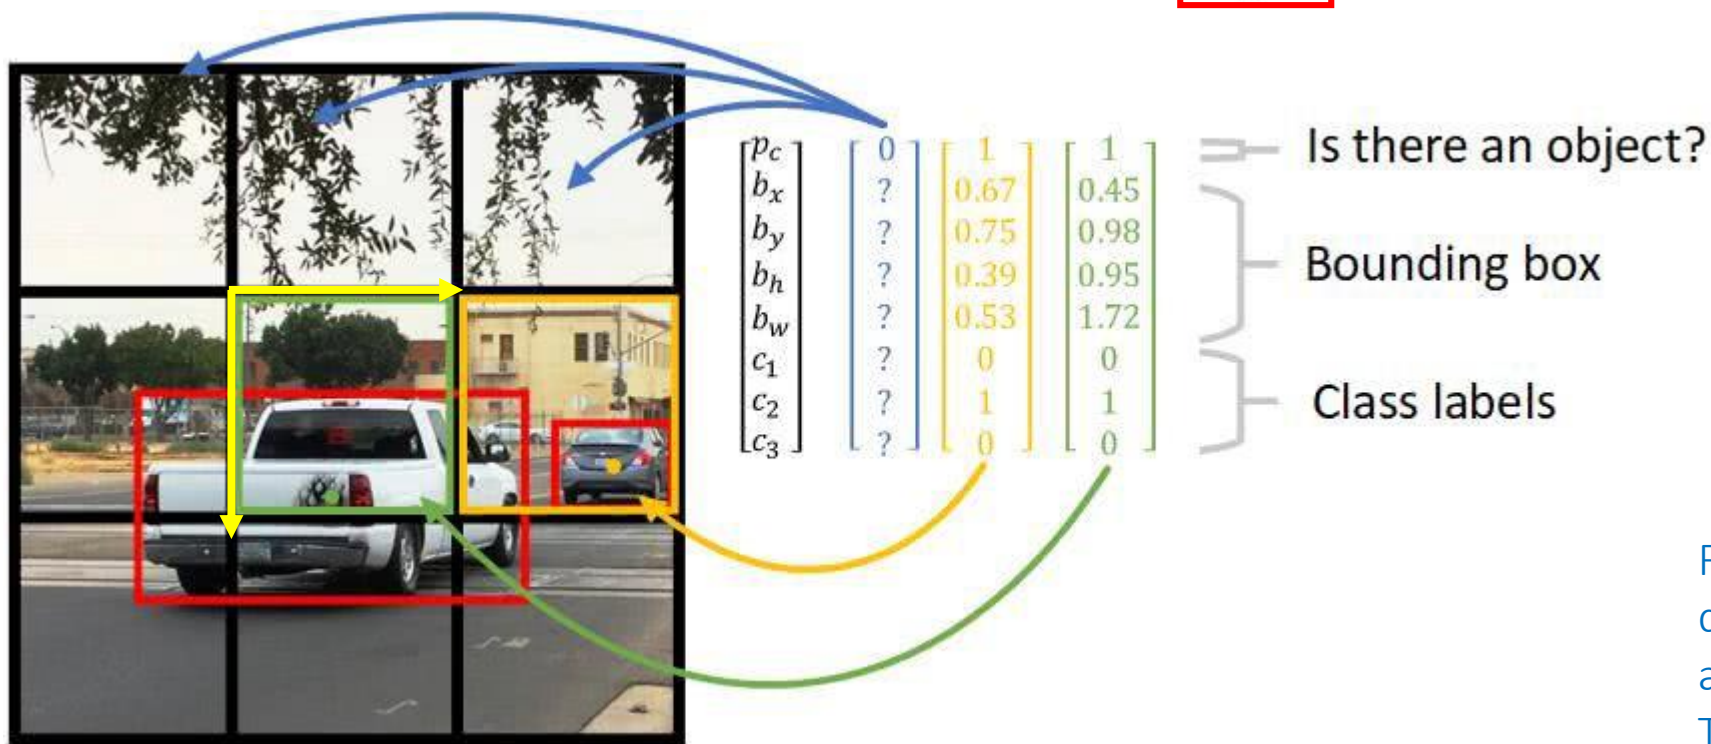 [p_c] [0] [1] [1] Is there an object?
b_x ? 0.67 0.45
b_y ? 0.75 0.98
b_h ? 0.39 0.95 Bounding box
b_w ? 0.53 1.72
c_1 ? 0 0
c_2 ? 1 1 Class labels
c_3 ? 0 0